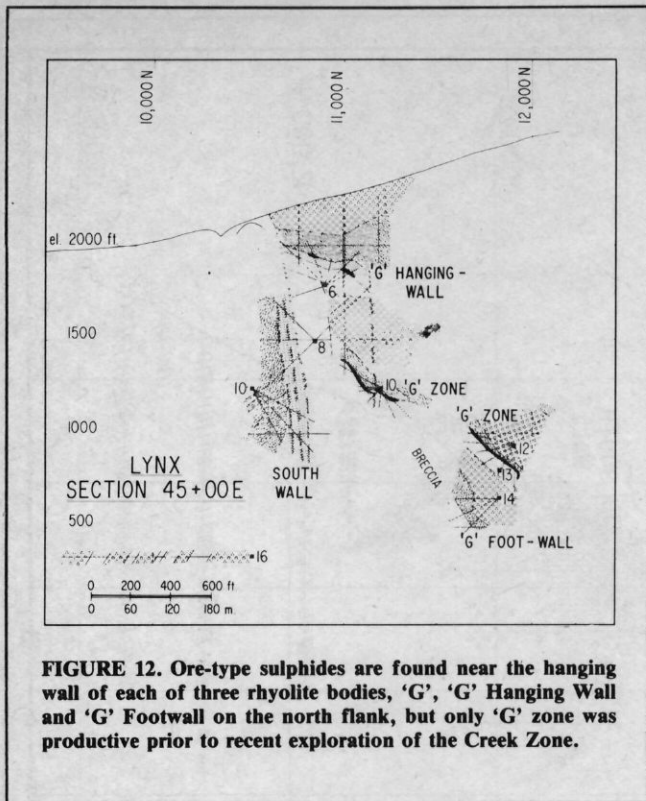 10,000 N
11,000 N
12,000 N
el. 2000 ft.
'G' HANGING-
WALL
6
1500
8
10
10 'G' ZONE
1000
'G' ZONE
12
LYNX
SECTION 45+00E
SOUTH
WALL
BRECCIA
13
14
500
'G' FOOT-WALL
16
0 200 400 600 ft.
0 60 120 180 m.
FIGURE 12. Ore-type sulphides are found near the hanging
wall of each of three rhyolite bodies, 'G', 'G' Hanging Wall
and 'G' Footwall on the north flank, but only 'G' zone was
productive prior to recent exploration of the Creek Zone.